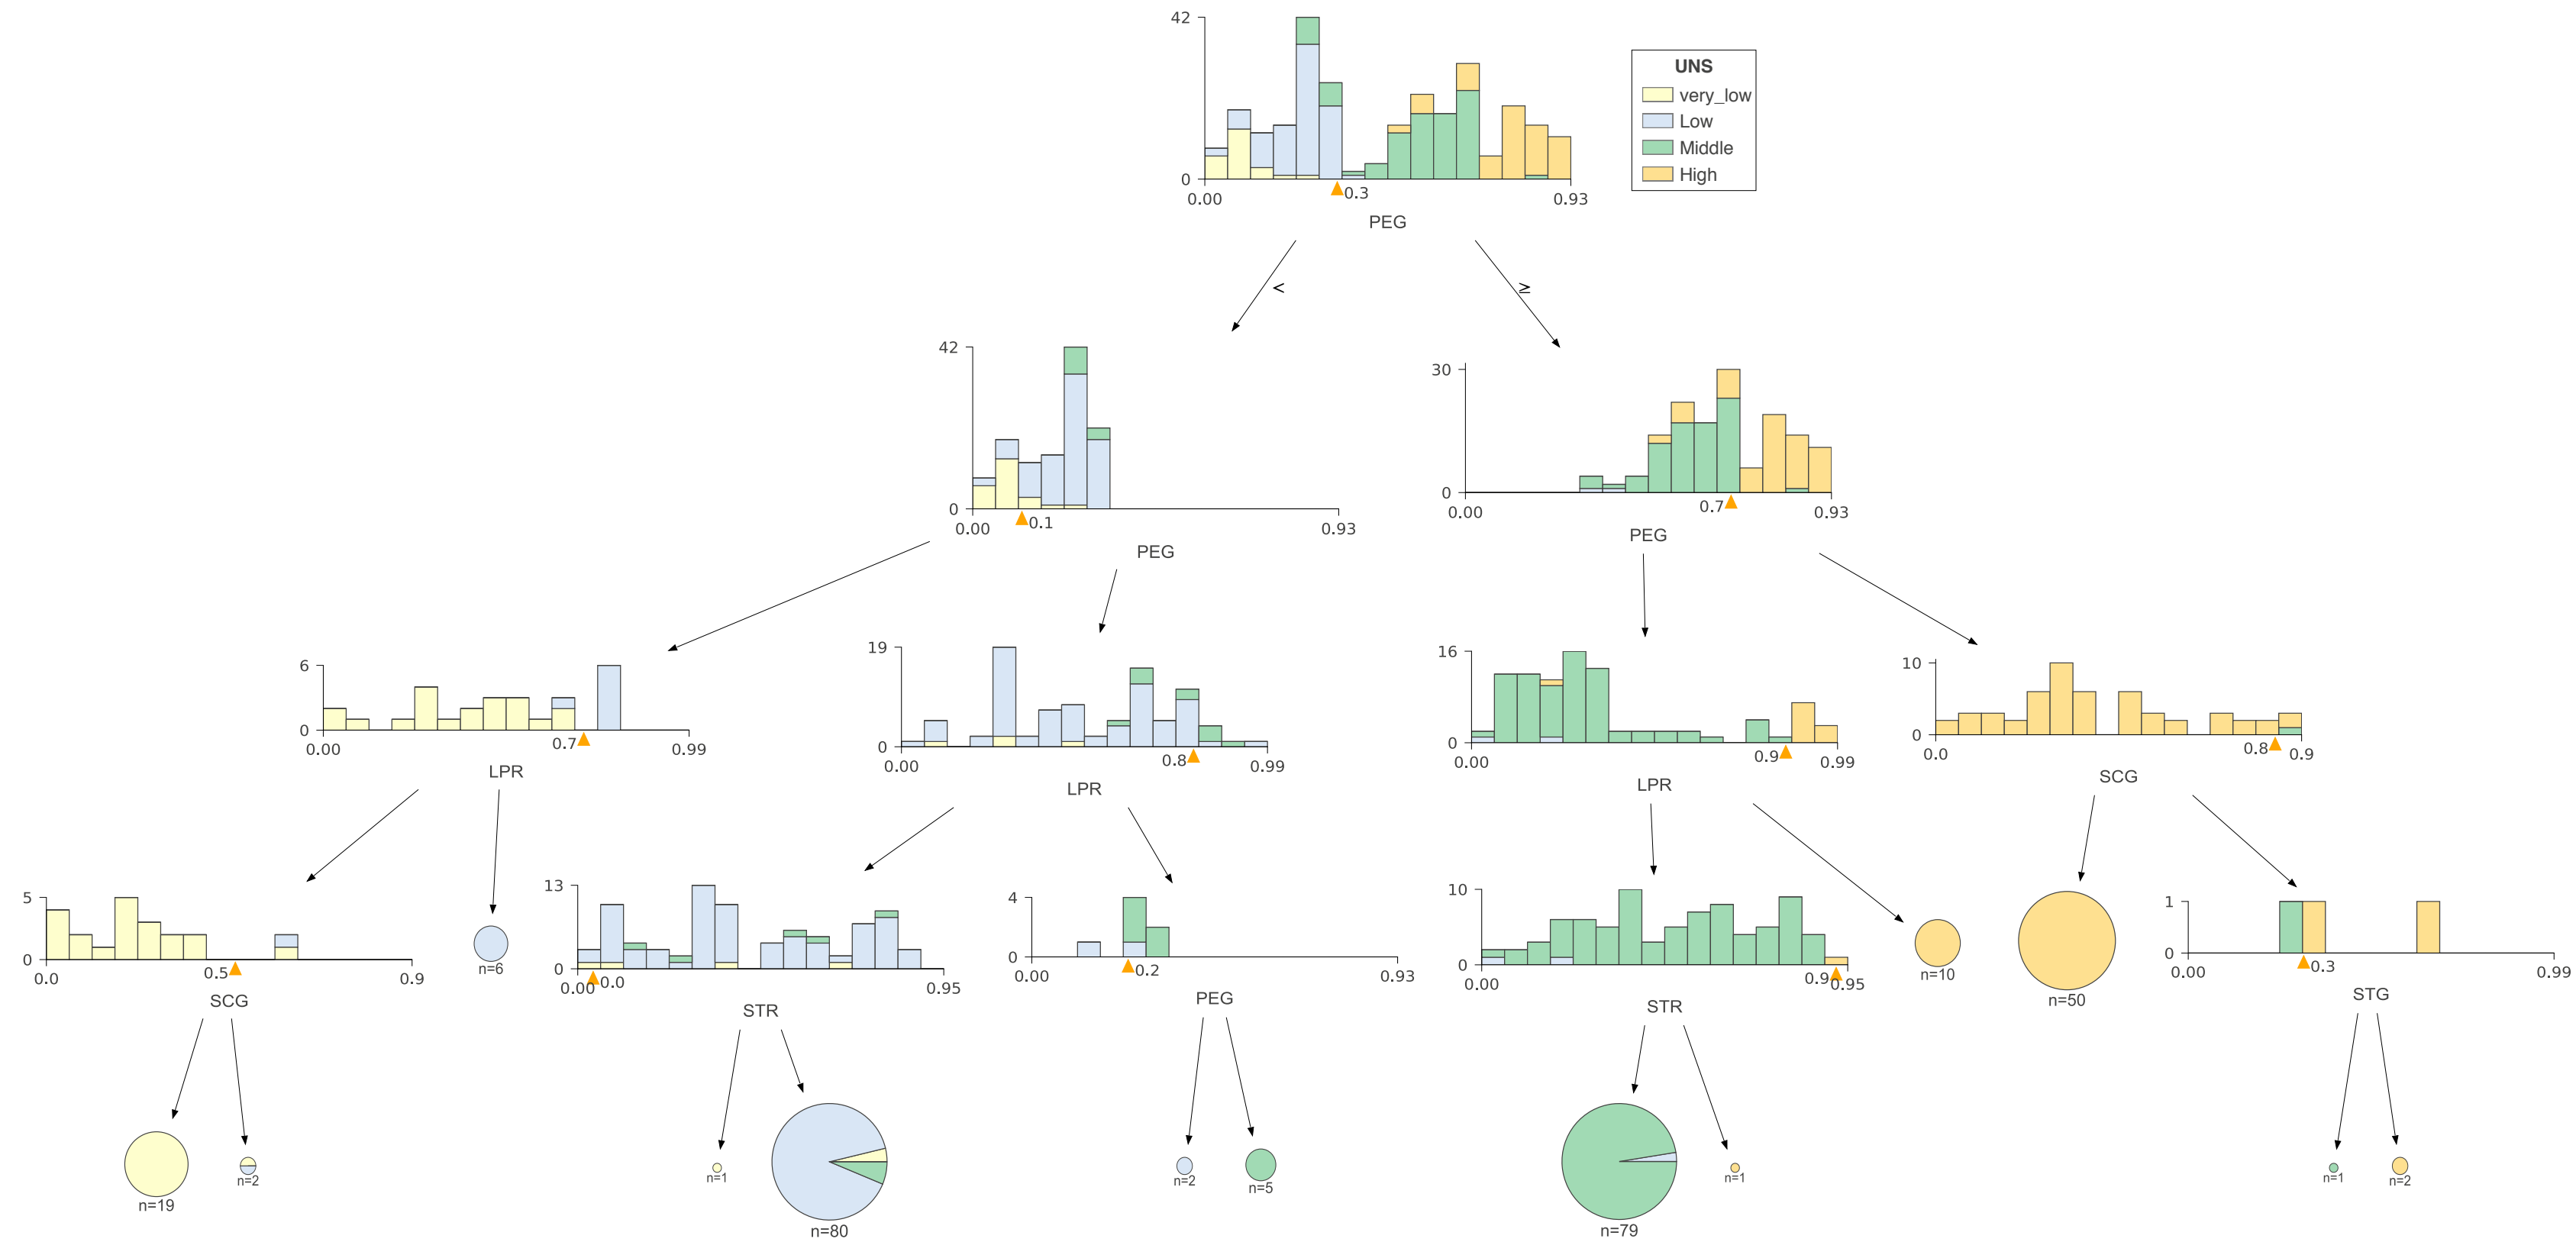 42
0
0.00
0.3
0.93
PEG
UNS
very_low
Low
Middle
High
<
≥
42
0
0.00
0.1
0.93
PEG
30
0
0.00
0.7
0.93
PEG
6
0
0.00
0.7
0.99
LPR
19
0
0.00
0.8
0.99
LPR
16
0
0.00
0.9
0.99
LPR
10
0
0.0
0.8
0.9
SCG
5
0
0.0
0.5
0.9
SCG
n=6
13
0
0.00
0.0
0.95
STR
4
0
0.00
0.2
0.93
PEG
10
0
0.00
0.9
0.95
STR
n=10
n=50
1
0
0.00
0.3
0.99
STG
n=19
n=2
n=1
n=80
n=2
n=5
n=79
n=1
n=1
n=2